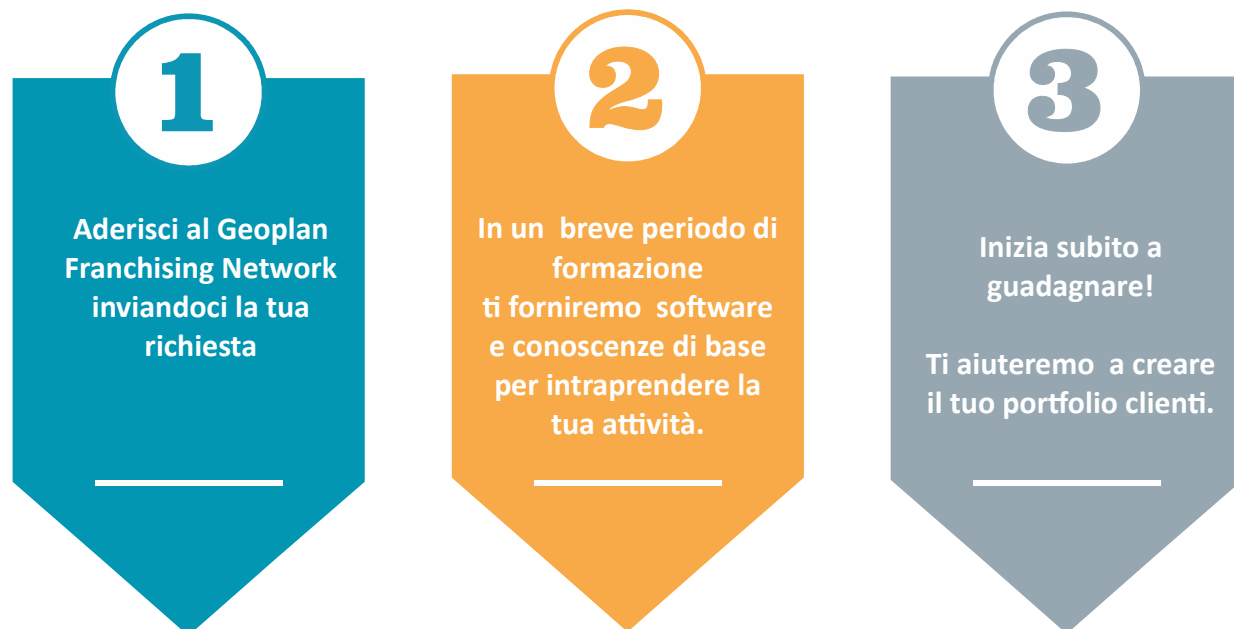 1
Aderisci al Geoplan
Franchising Network
inviandoci la tua
richiesta
2
In un breve periodo di
formazione
ti forniremo software
e conoscenze di base
per intraprendere la
tua attività.
3
Inizia subito a
guadagnare!
Ti aiuteremo a creare
il tuo portfolio clienti.